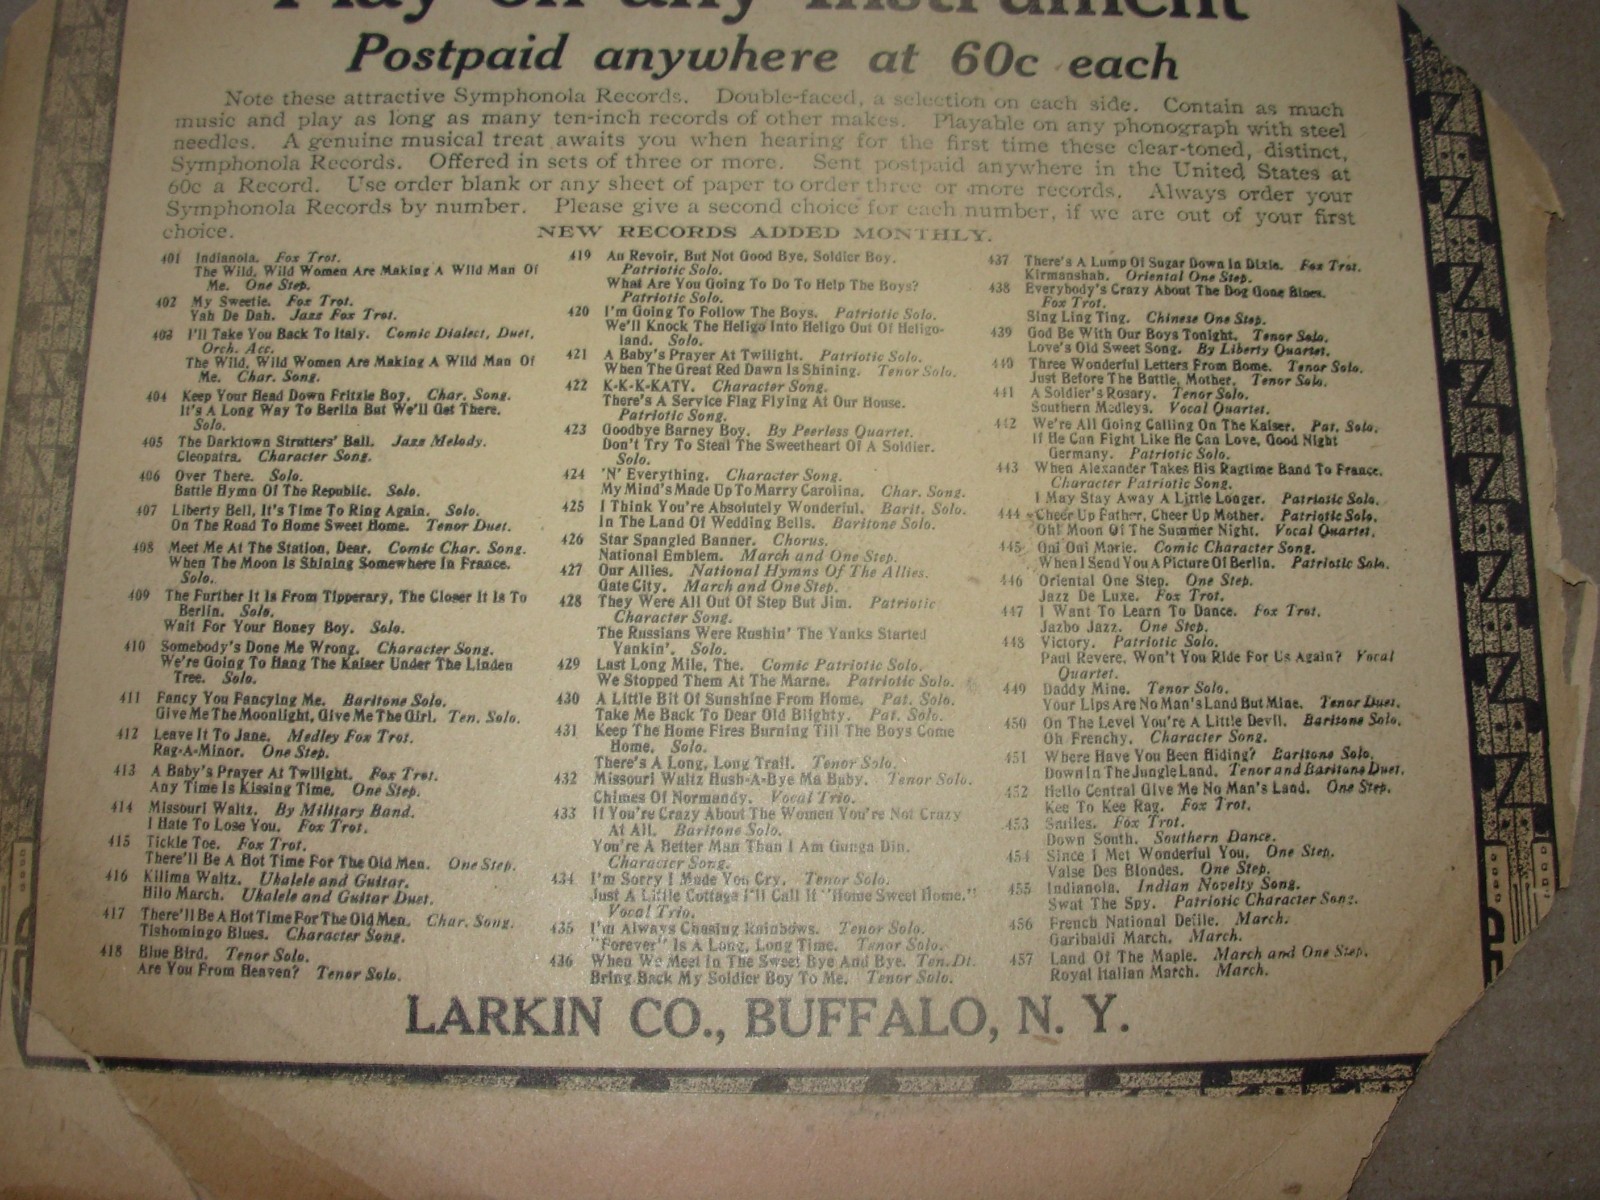 Play on any Instrument
Postpaid anywhere at 60c each
Note these attractive Symphonola Records. Double-faced, a selection on each side. Contain as much
music and play as long as many ten-inch records of other makes. Playable on any phonograph with steel
needles. A genuine musical treat awaits you when hearing for the first time these clear-toned, distinct,
Symphonola Records. Offered in sets of three or more. Sent postpaid anywhere in the United States at
60c a Record. Use order blank or any sheet of paper to order three or more records. Always order your
Symphonola Records by number. Please give a second choice for each number, if we are out of your first
choice.
NEW RECORDS ADDED MONTHLY.
401 Indianola. Fox Trot.
The Wild, Wild Women Are Making A Wild Man Of
Me. One Step.
402 My Sweetie. Fox Trot.
Yah De Dah. Jazz Fox Trot.
403 I'll Take You Back To Italy. Comic Dialect, Duet,
Orch. Acc.
The Wild, Wild Women Are Making A Wild Man Of
Me. Char. Song.
404 Keep Your Head Down Fritzie Boy. Char. Song.
It's A Long Way To Berlin But We'll Get There.
Solo.
405 The Darktown Strutters' Ball. Jazz Melody.
Cleopatra. Character Song.
406 Over There. Solo.
Battle Hymn Of The Republic. Solo.
407 Liberty Bell, It's Time To Ring Again. Solo.
On The Road To Home Sweet Home. Tenor Duet.
408 Meet Me At The Station, Dear. Comic Char. Song.
When The Moon Is Shining Somewhere In France.
Solo.
409 The Further It Is From Tipperary, The Closer It Is To
Berlin. Solo.
Wait For Your Honey Boy. Solo.
410 Somebody's Done Me Wrong. Character Song.
We're Going To Hang The Kaiser Under The Linden
Tree. Solo.
411 Fancy You Fancying Me. Baritone Solo.
Give Me The Moonlight, Give Me The Girl. Ten. Solo.
412 Leave It To Jane. Medley Fox Trot.
Rag-A-Minor. One Step.
413 A Baby's Prayer At Twilight. Fox Trot.
Any Time Is Kissing Time. One Step.
414 Missouri Waltz. By Military Band.
I Hate To Lose You. Fox Trot.
415 Tickle Toe. Fox Trot.
There'll Be A Hot Time For The Old Men. One Step.
416 Kilima Waltz. Ukalele and Guitar.
Hilo March. Ukalele and Guitar Duet.
417 There'll Be A Hot Time For The Old Men. Char. Song.
Tishomingo Blues. Character Song.
418 Blue Bird. Tenor Solo.
Are You From Heaven? Tenor Solo.
419 Au Revoir, But Not Good Bye, Soldier Boy.
Patriotic Solo.
What Are You Going To Do To Help The Boys?
Patriotic Solo.
420 I'm Going To Follow The Boys. Patriotic Solo.
We'll Knock The Heligo Into Heligo Out Of Heligo-
land. Solo.
421 A Baby's Prayer At Twilight. Patriotic Solo.
When The Great Red Dawn Is Shining. Tenor Solo.
422 K-K-K-KATY. Character Song.
There's A Service Flag Flying At Our House.
Patriotic Song.
423 Goodbye Barney Boy. By Peerless Quartet.
Don't Try To Steal The Sweetheart Of A Soldier.
Solo.
424 'N' Everything. Character Song.
My Mind's Made Up To Marry Carolina. Char. Song.
425 I Think You're Absolutely Wonderful. Barit. Solo.
In The Land Of Wedding Bells. Baritone Solo.
426 Star Spangled Banner. Chorus.
National Emblem. March and One Step.
427 Our Allies. National Hymns Of The Allies.
Gate City. March and One Step.
428 They Were All Out Of Step But Jim. Patriotic
Character Song.
The Russians Were Rushin' The Yanks Started
Yankin'. Solo.
429 Last Long Mile, The. Comic Patriotic Solo.
We Stopped Them At The Marne. Patriotic Solo.
430 A Little Bit Of Sunshine From Home. Pat. Solo.
Take Me Back To Dear Old Blighty. Pat. Solo.
431 Keep The Home Fires Burning Till The Boys Come
Home. Solo.
There's A Long, Long Trail. Tenor Solo.
432 Missouri Waltz Hush-A-Bye Ma Baby. Tenor Solo.
Chimes Of Normandy. Vocal Trio.
433 If You're Crazy About The Women You're Not Crazy
At All. Baritone Solo.
You're A Better Man Than I Am Gunga Din.
Character Song.
434 I'm Sorry I Made You Cry. Tenor Solo.
Just A Little Cottage I'll Call It "Home Sweet Home."
Vocal Trio.
435 I'm Always Chasing Rainbows. Tenor Solo.
"Forever" Is A Long, Long Time. Tenor Solo.
436 When We Meet In The Sweet Bye And Bye. Ten. Dt.
Bring Back My Soldier Boy To Me. Tenor Solo.
437 There's A Lump Of Sugar Down In Dixie. Fox Trot.
Kirmanshah. Oriental One Step.
438 Everybody's Crazy About The Dog Gone Blues.
Fox Trot.
Sing Ling Ting. Chinese One Step.
439 God Be With Our Boys Tonight. Tenor Solo.
Love's Old Sweet Song. By Liberty Quartet.
440 Three Wonderful Letters From Home. Tenor Solo.
Just Before The Battle, Mother. Tenor Solo.
441 A Soldier's Rosary. Tenor Solo.
Southern Medleys. Vocal Quartet.
442 We're All Going Calling On The Kaiser. Pat. Solo.
If He Can Fight Like He Can Love, Good Night
Germany. Patriotic Solo.
443 When Alexander Takes His Ragtime Band To France.
Character Patriotic Song.
I May Stay Away A Little Longer. Patriotic Solo.
444 Cheer Up Father, Cheer Up Mother. Patriotic Solo.
Oh! Moon Of The Summer Night. Vocal Quartet.
445 Oui Oui Marie. Comic Character Song.
When I Send You A Picture Of Berlin. Patriotic Solo.
446 Oriental One Step. One Step.
Jazz De Luxe. Fox Trot.
447 I Want To Learn To Dance. Fox Trot.
Jazbo Jazz. One Step.
448 Victory. Patriotic Solo.
Paul Revere, Won't You Ride For Us Again? Vocal
Quartet.
449 Daddy Mine. Tenor Solo.
Your Lips Are No Man's Land But Mine. Tenor Duet.
450 On The Level You're A Little Devil. Baritone Solo.
Oh Frenchy. Character Song.
451 Where Have You Been Hiding? Baritone Solo.
Down In The Jungle Land. Tenor and Baritone Duet.
452 Hello Central Give Me No Man's Land. One Step.
Kee To Kee Rag. Fox Trot.
453 Smiles. Fox Trot.
Down South. Southern Dance.
454 Since I Met Wonderful You. One Step.
Valse Des Blondes. One Step.
455 Indianola. Indian Novelty Song.
Swat The Spy. Patriotic Character Song.
456 French National Defile. March.
Garibaldi March. March.
457 Land Of The Maple. March and One Step.
Royal Italian March. March.
LARKIN CO., BUFFALO, N. Y.